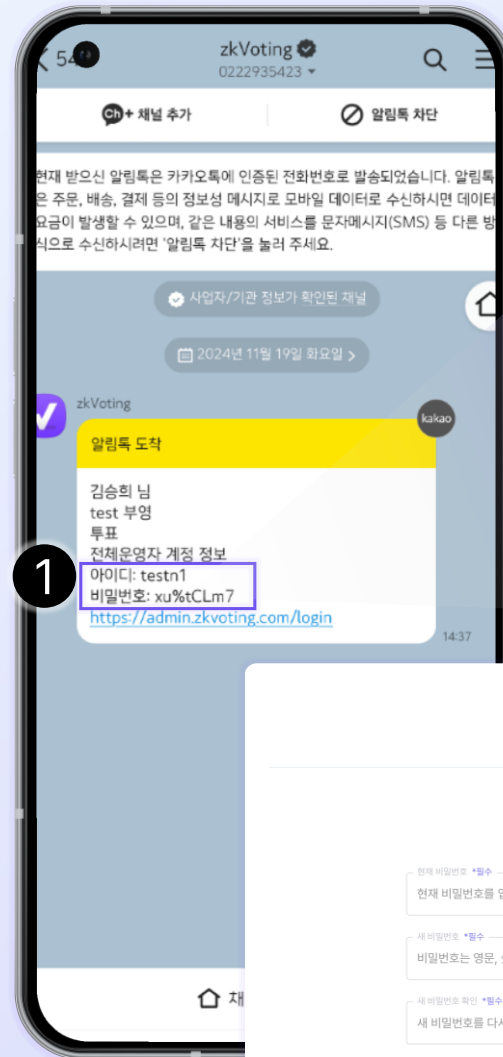 54
zkVoting
0222935423
Ch+ 채널 추가
알림톡 차단
현재 받으신 알림톡은 카카오톡에 인증된 전화번호로 발송되었습니다. 알림톡
은 주문, 배송, 결제 등의 정보성 메시지로 모바일 데이터로 수신하시면 데이터
요금이 발생할 수 있으며, 같은 내용의 서비스를 문자메시지(SMS) 등 다른 방
식으로 수신하시려면 '알림톡 차단'을 눌러 주세요.
사업자/기관 정보가 확인된 채널
2024년 11월 19일 화요일 >
zkVoting
kakao
알림톡 도착
김승희 님
test 부영
투표
전체운영자 계정 정보
1
아이디: testn1
비밀번호: xu%tCLm7
https://admin.zkvoting.com/login
14:37
현재 비밀번호 *필수
현재 비밀번호를
새 비밀번호 *필수
비밀번호는 영문,
새 비밀번호 확인 *필수
새 비밀번호를 다시